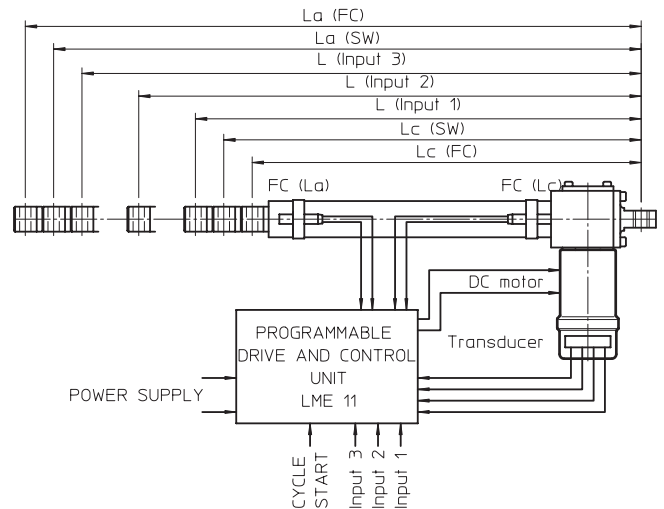 La (FC)
La (SW)
L (Input 3)
L (Input 2)
L (Input 1)
Lc (SW)
Lc (FC)
FC (La)
FC (Lc)
DC motor
PROGRAMMABLE
DRIVE AND CONTROL
UNIT
LME 11
Transducer
POWER SUPPLY
CYCLE
START
Input 3
Input 2
Input 1